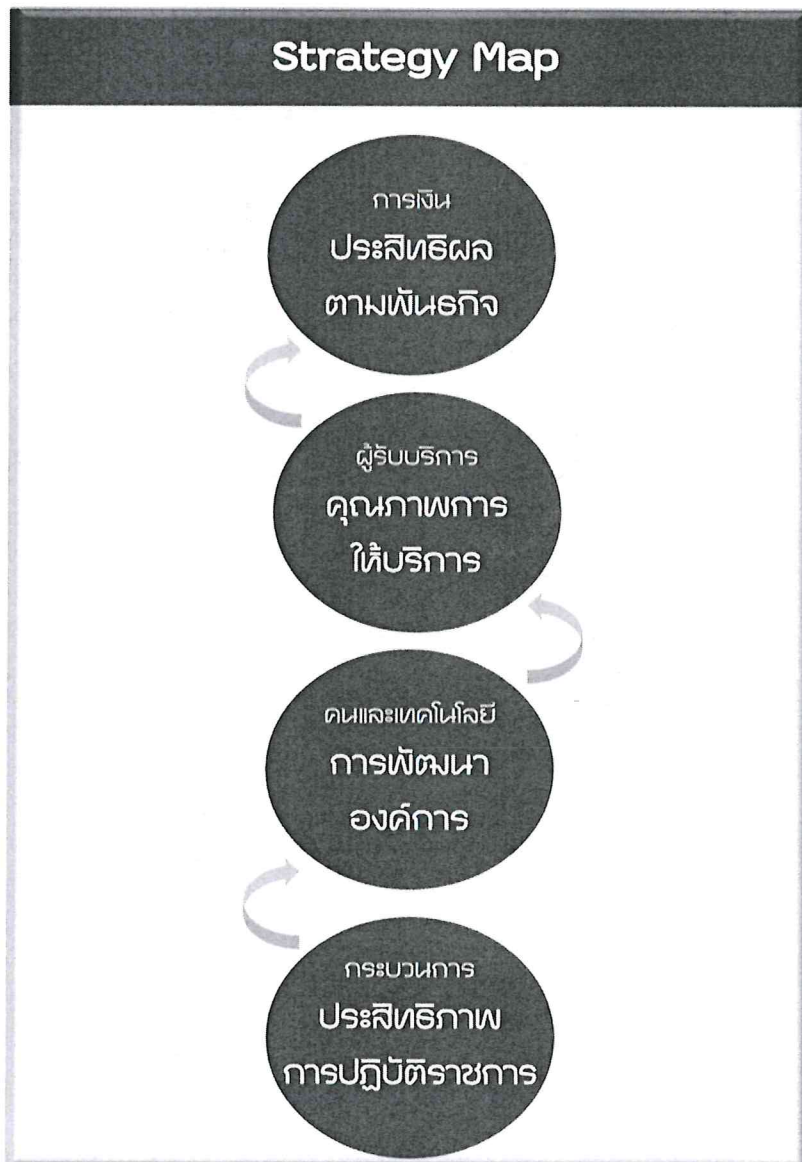 Strategy Map
การเงิน
ประสิทธิผล
ตามพันธกิจ
ผู้รับบริการ
คุณภาพการ
ให้บริการ
คนและเทคโนโลยี
การพัฒนา
องค์การ
กระบวนการ
ประสิทธิภาพ
การปฏิบัติราชการ